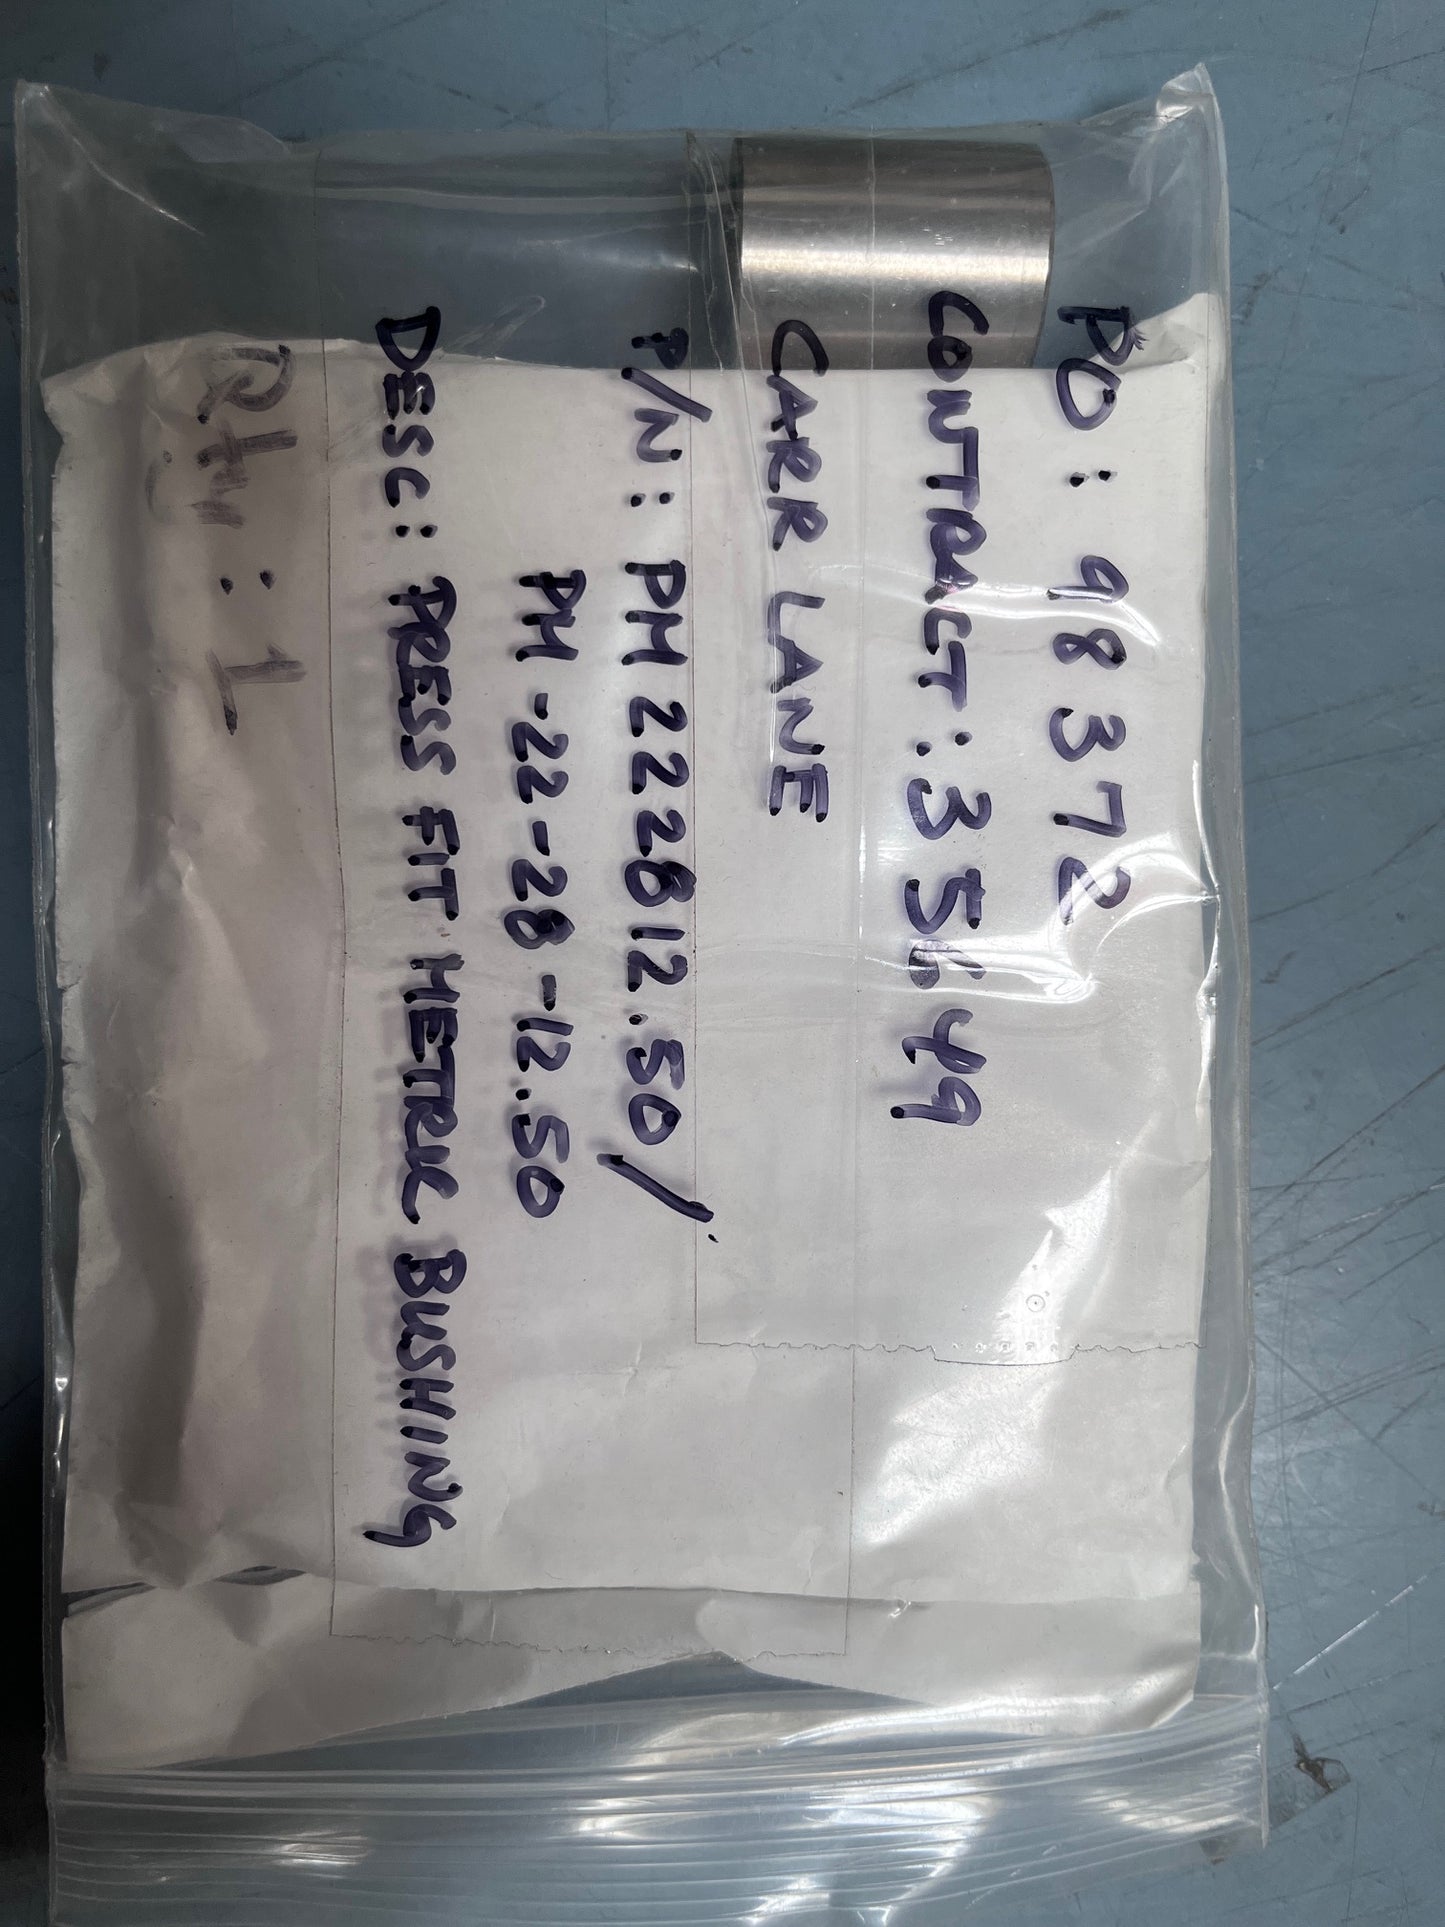 PO: 98372
CONTRACT: 35649
CARR LANE
P/N: PM222812.50/
PM-22-28-12.50
DESC: PRESS FIT METRIC BUSHING
QTY: 1